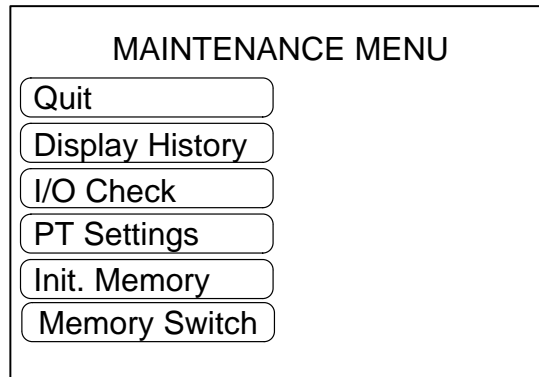 MAINTENANCE MENU
Quit
Display History
I/O Check
PT Settings
Init. Memory
Memory Switch